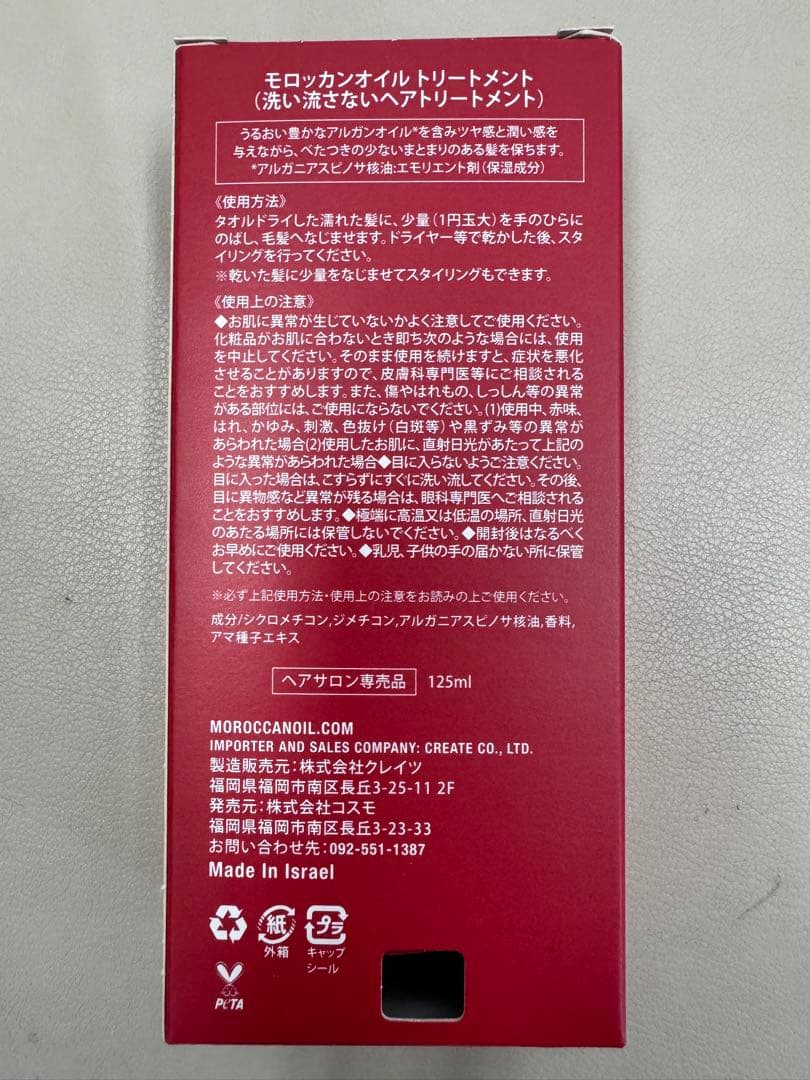 モロッカンオイル トリートメント
（洗い流さないヘアトリートメント）
うるおい豊かなアルガンオイル*を含みツヤ感と潤い感を
与えながら、べたつきの少ないまとまりのある髪を保ちます。
*アルガニアスピノサ核油:エモリエント剤（保湿成分）
《使用方法》
タオルドライした濡れた髪に、少量（1円玉大）を手のひらに
のばし、毛髪へなじませます。ドライヤー等で乾かした後、スタ
イリングを行ってください。
※乾いた髪に少量をなじませてスタイリングもできます。
《使用上の注意》
◆お肌に異常が生じていないかよく注意してご使用ください。
化粧品がお肌に合わないとき即ち次のような場合には、使用
を中止してください。そのまま使用を続けますと、症状を悪化
させることがありますので、皮膚科専門医等にご相談される
ことをおすすめします。また、傷やはれもの、しっしん等の異常
がある部位には、ご使用にならないでください。(1)使用中、赤味、
はれ、かゆみ、刺激、色抜け（白斑等）や黒ずみ等の異常が
あらわれた場合(2)使用したお肌に、直射日光があたって上記の
ような異常があらわれた場合◆目に入らないようご注意ください。
目に入った場合は、こすらずにすぐに洗い流してください。その後、
目に異物感など異常が残る場合は、眼科専門医へご相談される
ことをおすすめします。◆極端に高温又は低温の場所、直射日光
のあたる場所には保管しないでください。◆開封後はなるべく
お早めにご使用ください。◆乳児、子供の手の届かない所に保管
してください。
※必ず上記使用方法・使用上の注意をお読みの上ご使用ください。
成分/シクロメチコン,ジメチコン,アルガニアスピノサ核油,香料,
アマ種子エキス
ヘアサロン専売品 125ml
MOROCCANOIL.COM
IMPORTER AND SALES COMPANY: CREATE CO., LTD.
製造販売元：株式会社クレイツ
福岡県福岡市南区長丘3-25-11 2F
発売元：株式会社コスモ
福岡県福岡市南区長丘3-23-33
お問い合わせ先：092-551-1387
Made In Israel
紙 プラ
外箱 キャップ
シール
PETA